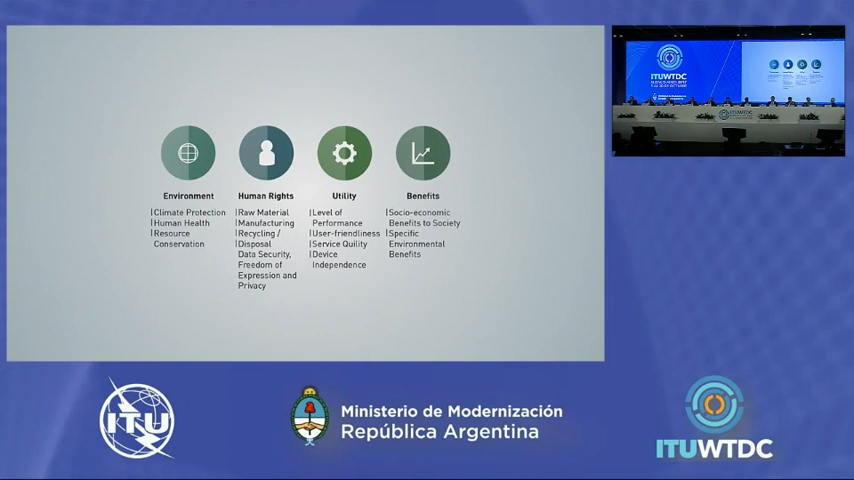 Environment
Climate Protection
Human Health
Resource
Conservation
Human Rights
Raw Material
Manufacturing
Recycling /
Disposal
Data Security,
Freedom of
Expression and
Privacy
Utility
Level of
Performance
User-friendliness
Service Quility
Device
Independence
Benefits
Socio-economic
Benefits to Society
Specific
Environmental
Benefits
ITUWTDC
ITU
Ministerio de Modernización
República Argentina
ITUWTDC